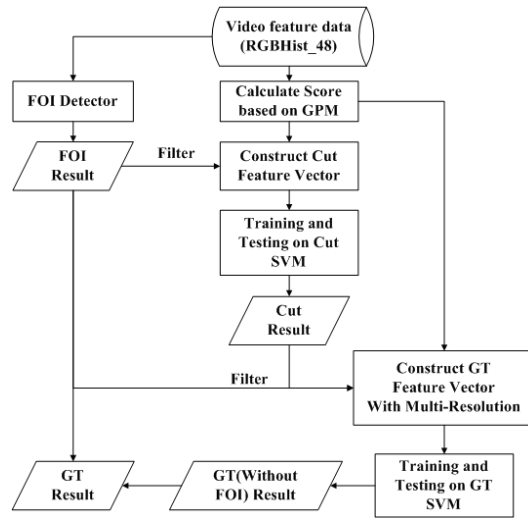 Video feature data
(RGBHist_48)
FOI Detector
Calculate Score
based on GPM
FOI
Result
Filter
Construct Cut
Feature Vector
Training and
Testing on Cut
SVM
Cut
Result
Filter
Construct GT
Feature Vector
With Multi-Resolution
GT
Result
GT(Without
FOI) Result
Training and
Testing on GT
SVM